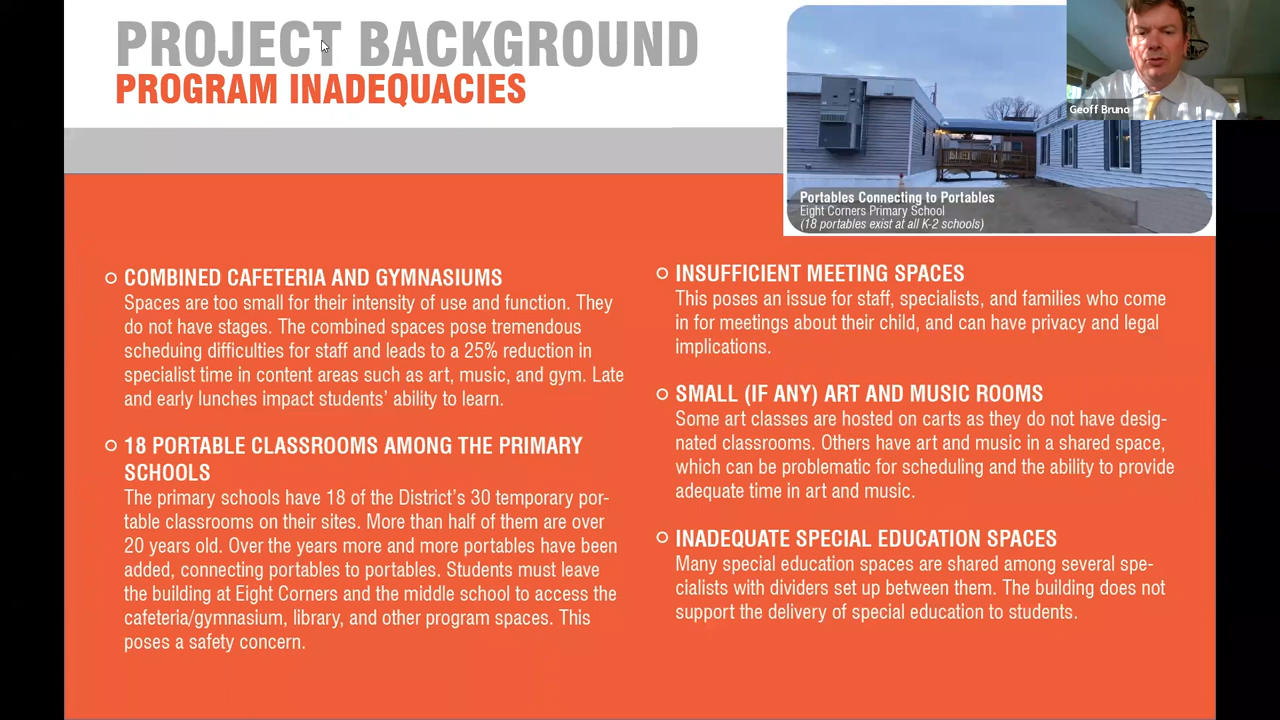 PROJECT BACKGROUND
PROGRAM INADEQUACIES
Geoff Bruno
Portables Connecting to Portables
Eight Corners Primary School
(18 portables exist at all K-2 schools)
COMBINED CAFETERIA AND GYMNASIUMS
Spaces are too small for their intensity of use and function. They
do not have stages. The combined spaces pose tremendous
scheduing difficulties for staff and leads to a 25% reduction in
specialist time in content areas such as art, music, and gym. Late
and early lunches impact students' ability to learn.
18 PORTABLE CLASSROOMS AMONG THE PRIMARY
SCHOOLS
The primary schools have 18 of the District's 30 temporary por-
table classrooms on their sites. More than half of them are over
20 years old. Over the years more and more portables have been
added, connecting portables to portables. Students must leave
the building at Eight Corners and the middle school to access the
cafeteria/gymnasium, library, and other program spaces. This
poses a safety concern.
INSUFFICIENT MEETING SPACES
This poses an issue for staff, specialists, and families who come
in for meetings about their child, and can have privacy and legal
implications.
SMALL (IF ANY) ART AND MUSIC ROOMS
Some art classes are hosted on carts as they do not have desig-
nated classrooms. Others have art and music in a shared space,
which can be problematic for scheduling and the ability to provide
adequate time in art and music.
INADEQUATE SPECIAL EDUCATION SPACES
Many special education spaces are shared among several spe-
cialists with dividers set up between them. The building does not
support the delivery of special education to students.